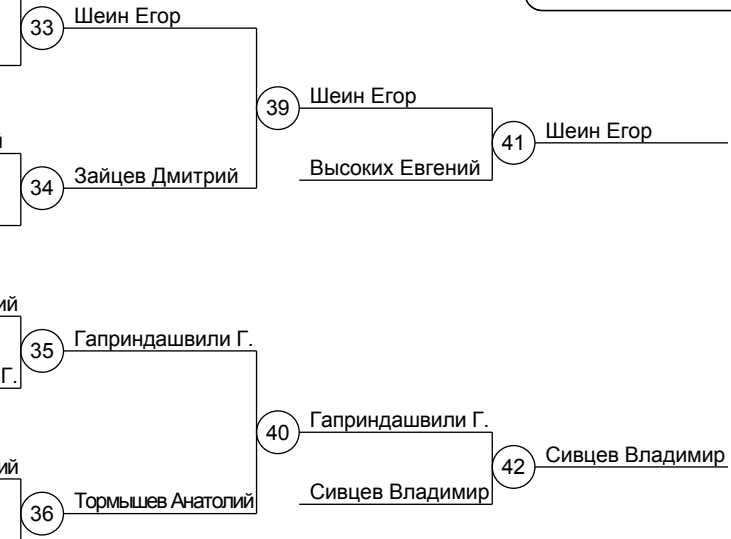 33 Шеин Егор
39 Шеин Егор
41 Шеин Егор
Высоких Евгений
34 Зайцев Дмитрий
35 Гаприндашвили Г.
Г.
40 Гаприндашвили Г.
42 Сивцев Владимир
Сивцев Владимир
36 Тормышев Анатолий